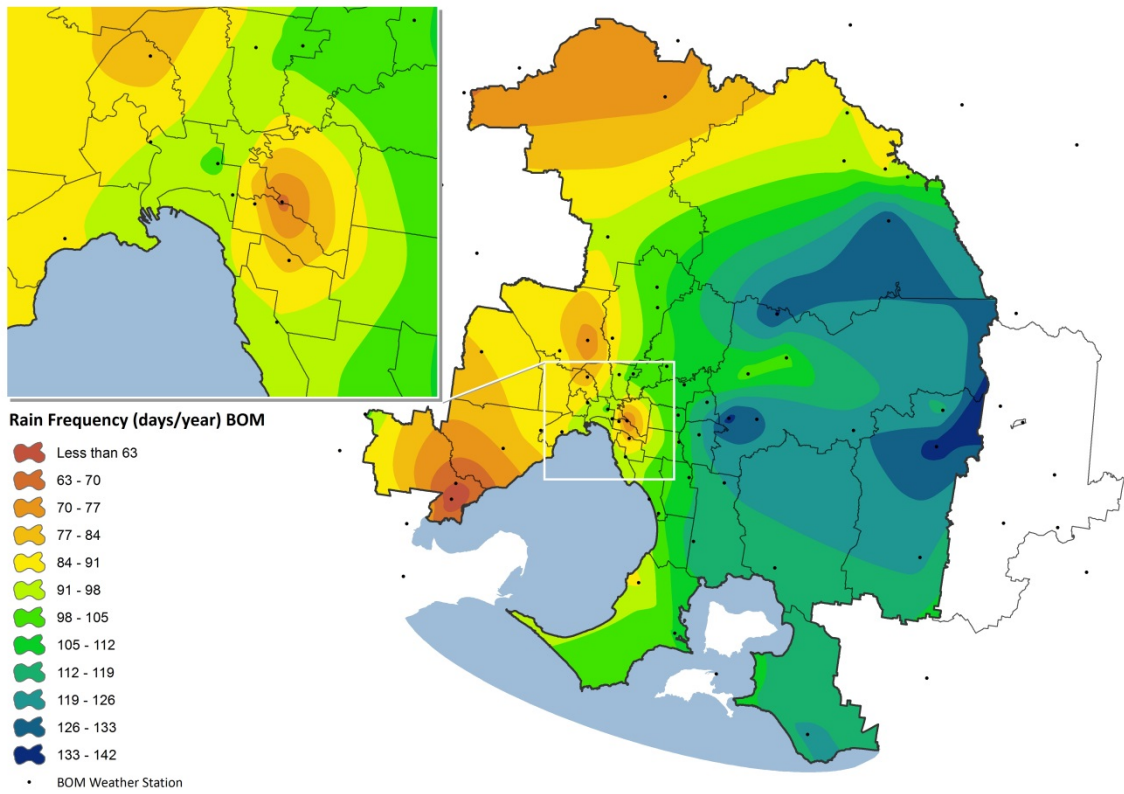 Rain Frequency (days/year) BOM
Less than 63
63 - 70
70 - 77
77 - 84
84 - 91
91 - 98
98 - 105
105 - 112
112 - 119
119 - 126
126 - 133
133 - 142
BOM Weather Station